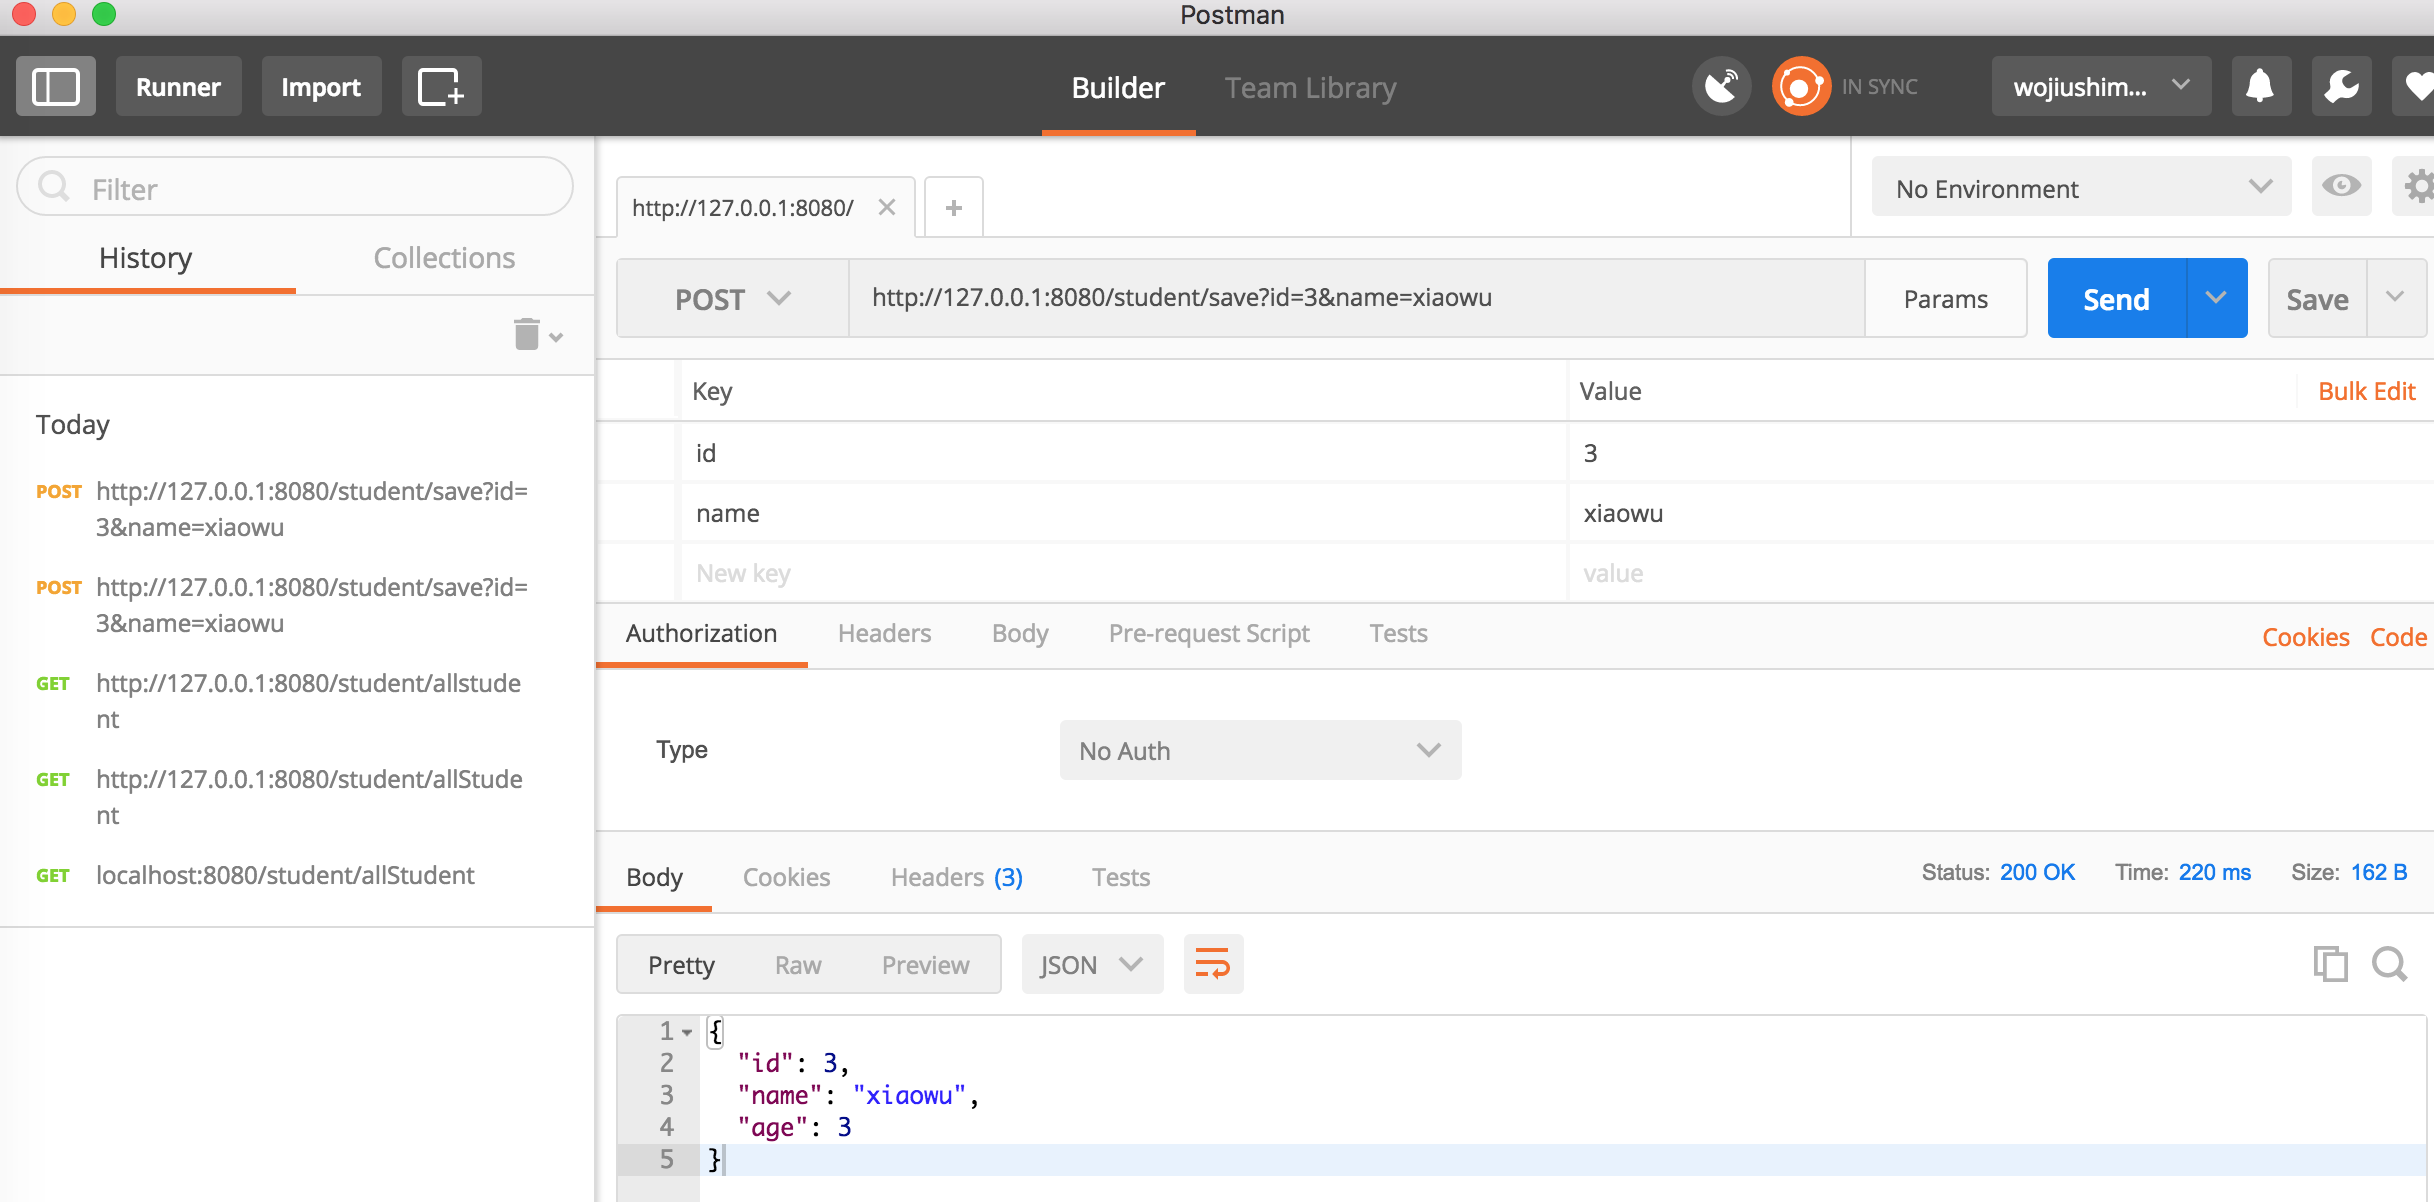 Postman
Runner
Import
Builder
Team Library
IN SYNC
wojiushim...
Filter
History
Collections
Today
POST http://127.0.0.1:8080/student/save?id=
3&name=xiaowu
POST http://127.0.0.1:8080/student/save?id=
3&name=xiaowu
GET http://127.0.0.1:8080/student/allstude
nt
GET http://127.0.0.1:8080/student/allStude
nt
GET localhost:8080/student/allStudent
http://127.0.0.1:8080/
No Environment
POST
http://127.0.0.1:8080/student/save?id=3&name=xiaowu
Params
Send
Save
Key Value Bulk Edit
id 3
name xiaowu
New key value
Authorization Headers Body Pre-request Script Tests Cookies Code
Type No Auth
Body Cookies Headers (3) Tests Status: 200 OK Time: 220 ms Size: 162 B
Pretty Raw Preview JSON
1 {
2 "id": 3,
3 "name": "xiaowu",
4 "age": 3
5 }